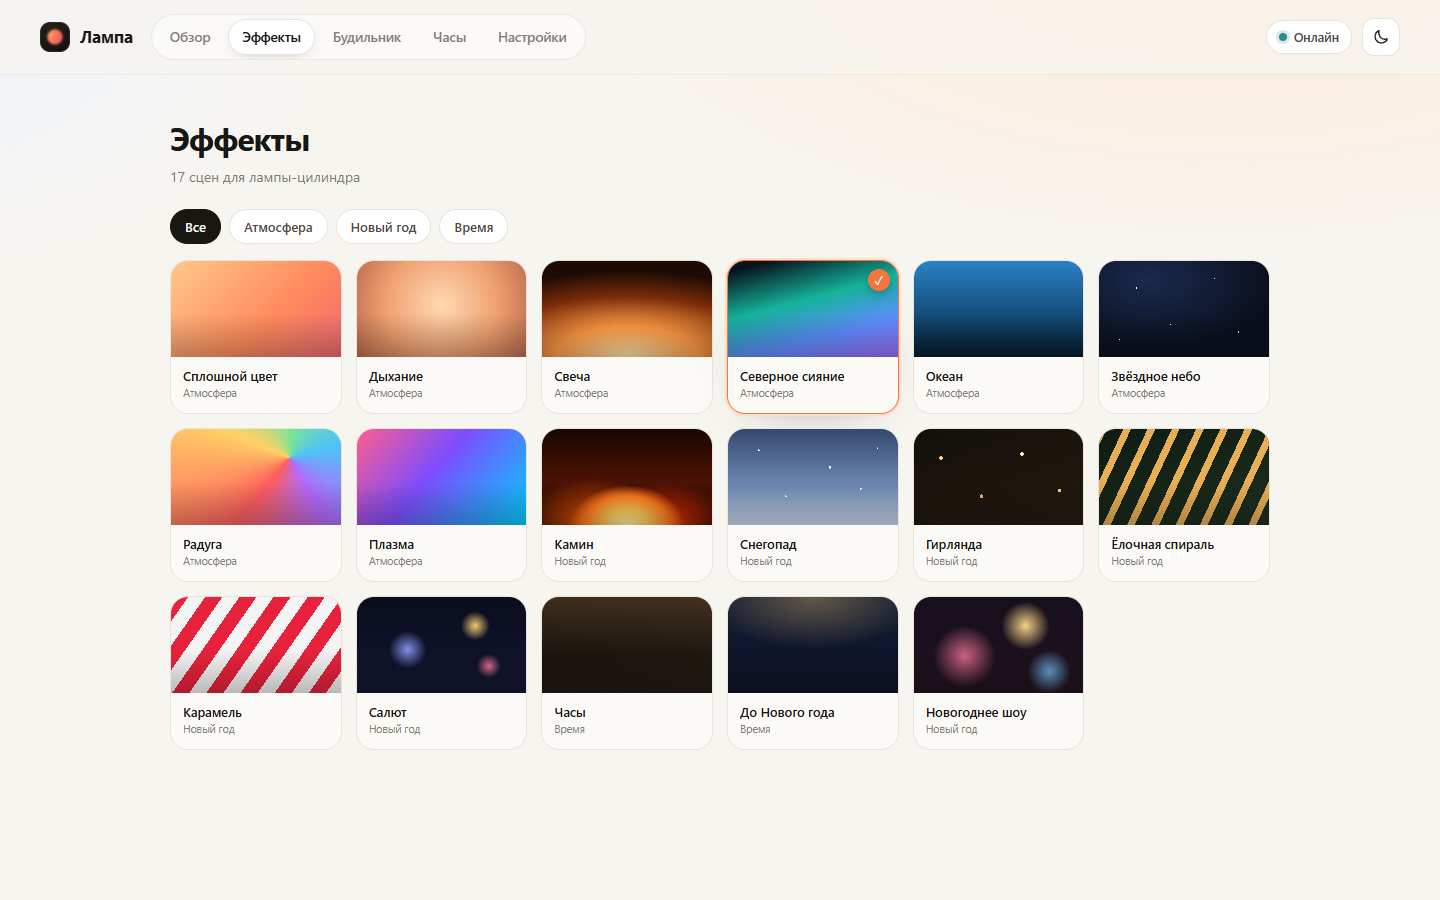 Лампа
Обзор
Эффекты
Будильник
Часы
Настройки
Онлайн
Эффекты
17 сцен для лампы-цилиндра
Все
Атмосфера
Новый год
Время
Сплошной цвет
Атмосфера
Дыхание
Атмосфера
Свеча
Атмосфера
Северное сияние
Атмосфера
Океан
Атмосфера
Звёздное небо
Атмосфера
Радуга
Атмосфера
Плазма
Атмосфера
Камин
Новый год
Снегопад
Новый год
Гирлянда
Новый год
Ёлочная спираль
Новый год
Карамель
Новый год
Салют
Новый год
Часы
Время
До Нового года
Время
Новогоднее шоу
Новый год